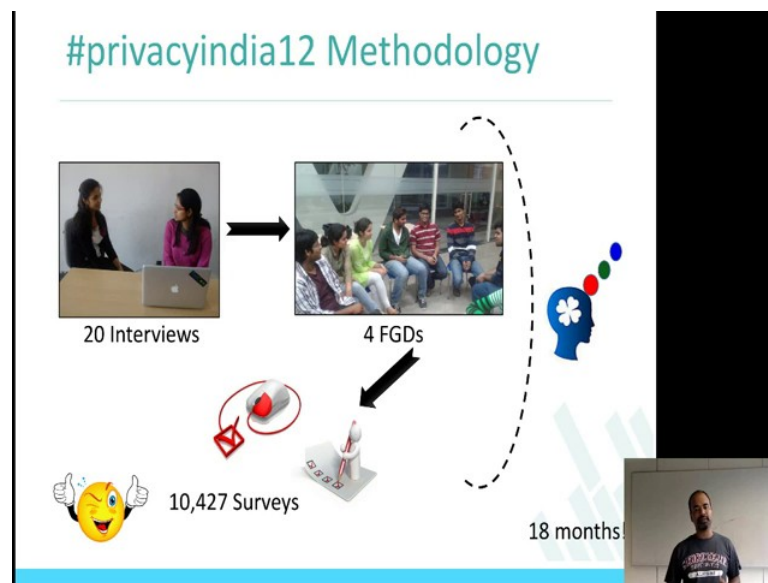 #privacyindia12 Methodology
20 Interviews
4 FGDs
10,427 Surveys
18 months!